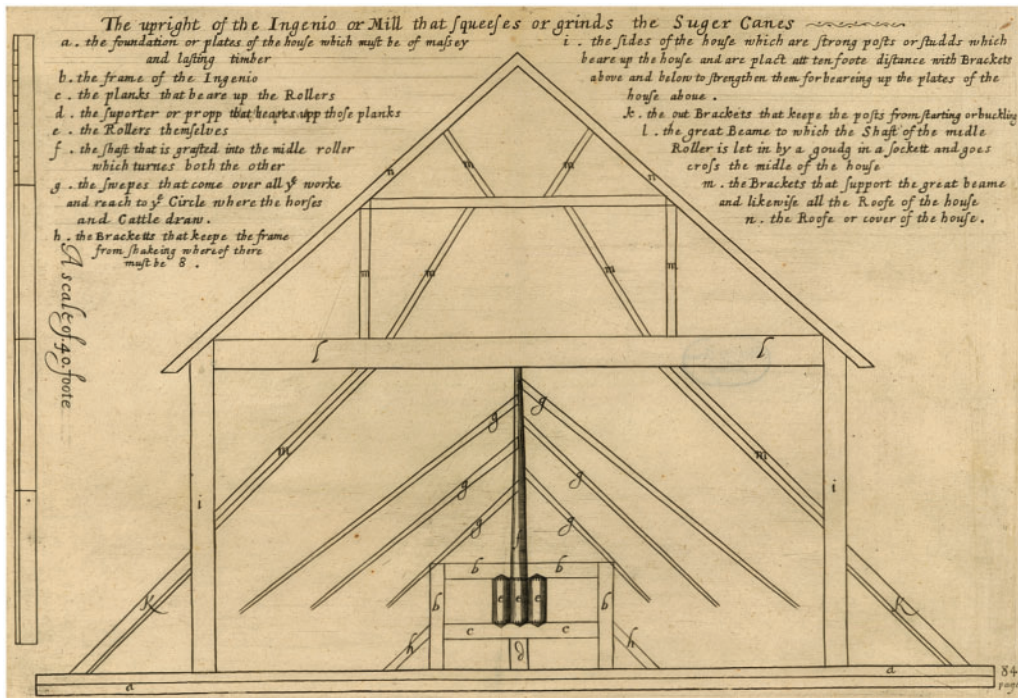 The upright of the Ingenio or Mill that ſqueeſes or grinds the Suger Canes
a . the foundation or plates of the houſe which muſt be of maſſey
and laſting timber
b . the frame of the Ingenio
c . the planks that beare up the Rollers
d . the ſuporter or propp that beares upp thoſe planks
e . the Rollers themſelves
f . the ſhaft that is grafted into the midle roller
which turnes both the other
g . the ſwepes that come over all yͤ worke
and reach to yͤ Circle where the horſes
and Cattle draw .
h . the Bracketts that keepe the frame
from ſhakeing whereof there
muſt be 8 .
A scale of 40 foote
i . the ſides of the houſe which are ſtrong poſts or ſtudds which
beare up the houſe and are plact att ten foote diſtance with Brackets
above and below to ſtrengthen them for beareing up the plates of the
houſe aboue .
k . the out Brackets that keepe the poſts from ſtarting or buckling
l . the great Beame to which the Shaft of the midle
Roller is let in by a goudg in a ſockett and goes
croſs the midle of the houſe
m . the Brackets that ſupport the great beame
and likewiſe all the Roofe of the houſe
n . the Roofe or cover of the houſe .
m m
n n
m m m m
l l
g g
m m
g g
i i
g g
f
b b
b e e e b
K K
c c
h d h
a a
84
page